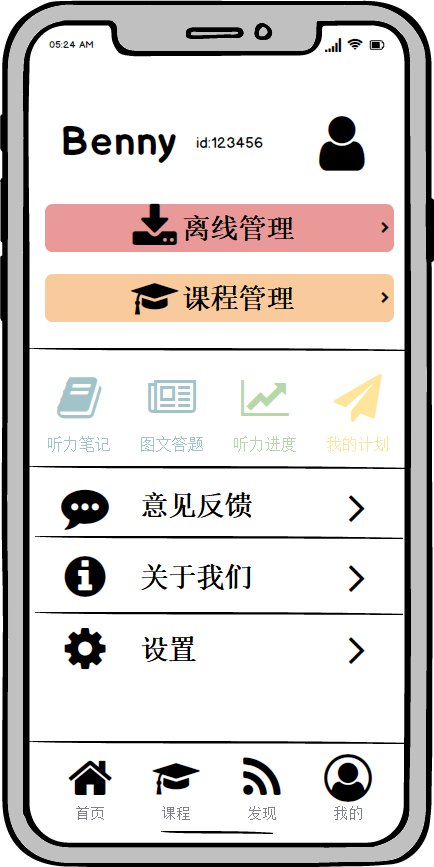 05:24 AM
Benny id:123456
离线管理
课程管理
听力笔记 图文答题 听力进度 我的计划
意见反馈
关于我们
设置
首页 课程 发现 我的